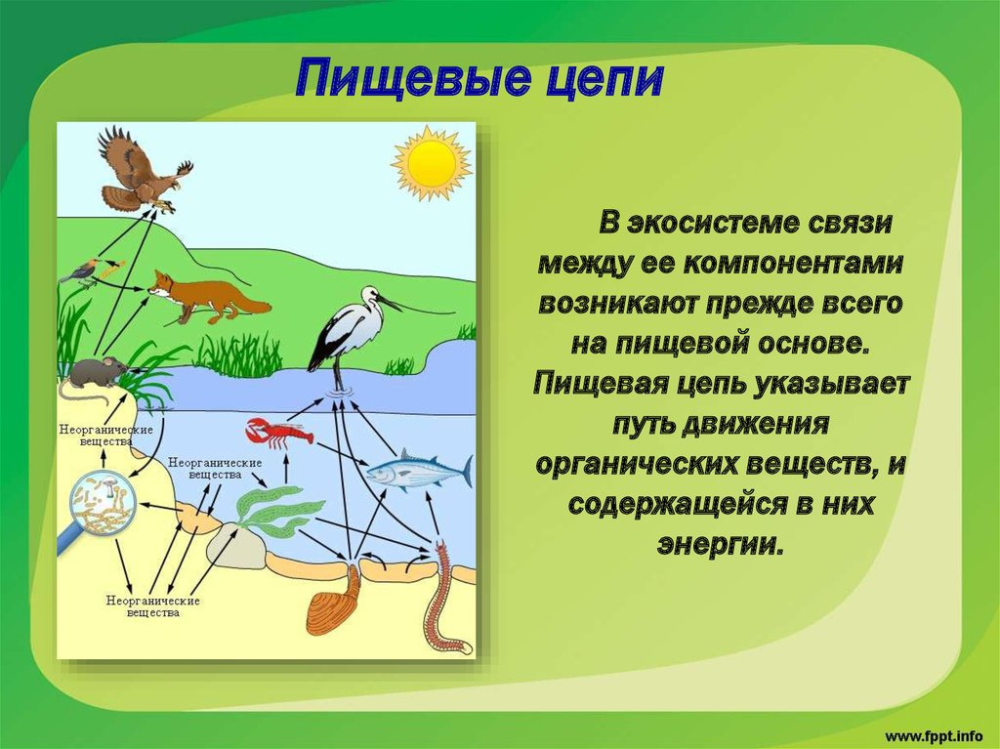 Пищевые цепи
В экосистеме связи
между ее компонентами
возникают прежде всего
на пищевой основе.
Пищевая цепь указывает
путь движения
органических веществ, и
содержащейся в них
энергии.
Неорганические
вещества
Неорганические
вещества
Неорганические
вещества
www.fppt.info